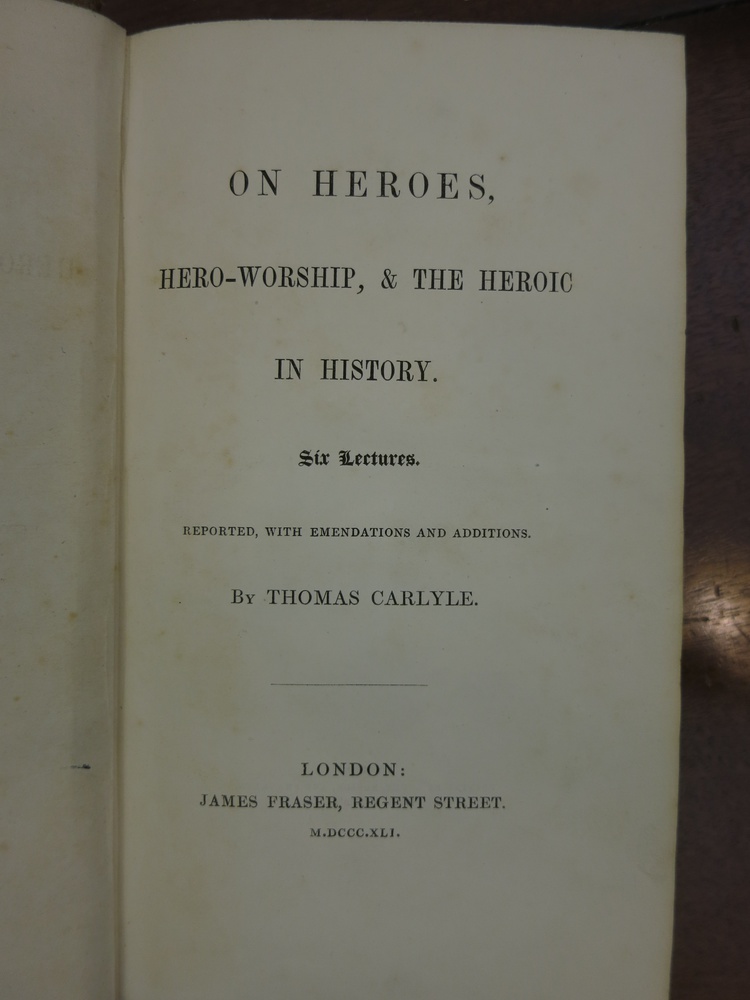 ON HEROES,
HERO-WORSHIP, & THE HEROIC
IN HISTORY.
Six Lectures.
REPORTED, WITH EMENDATIONS AND ADDITIONS.
By THOMAS CARLYLE.
LONDON:
JAMES FRASER, REGENT STREET.
M.DCCC.XLI.